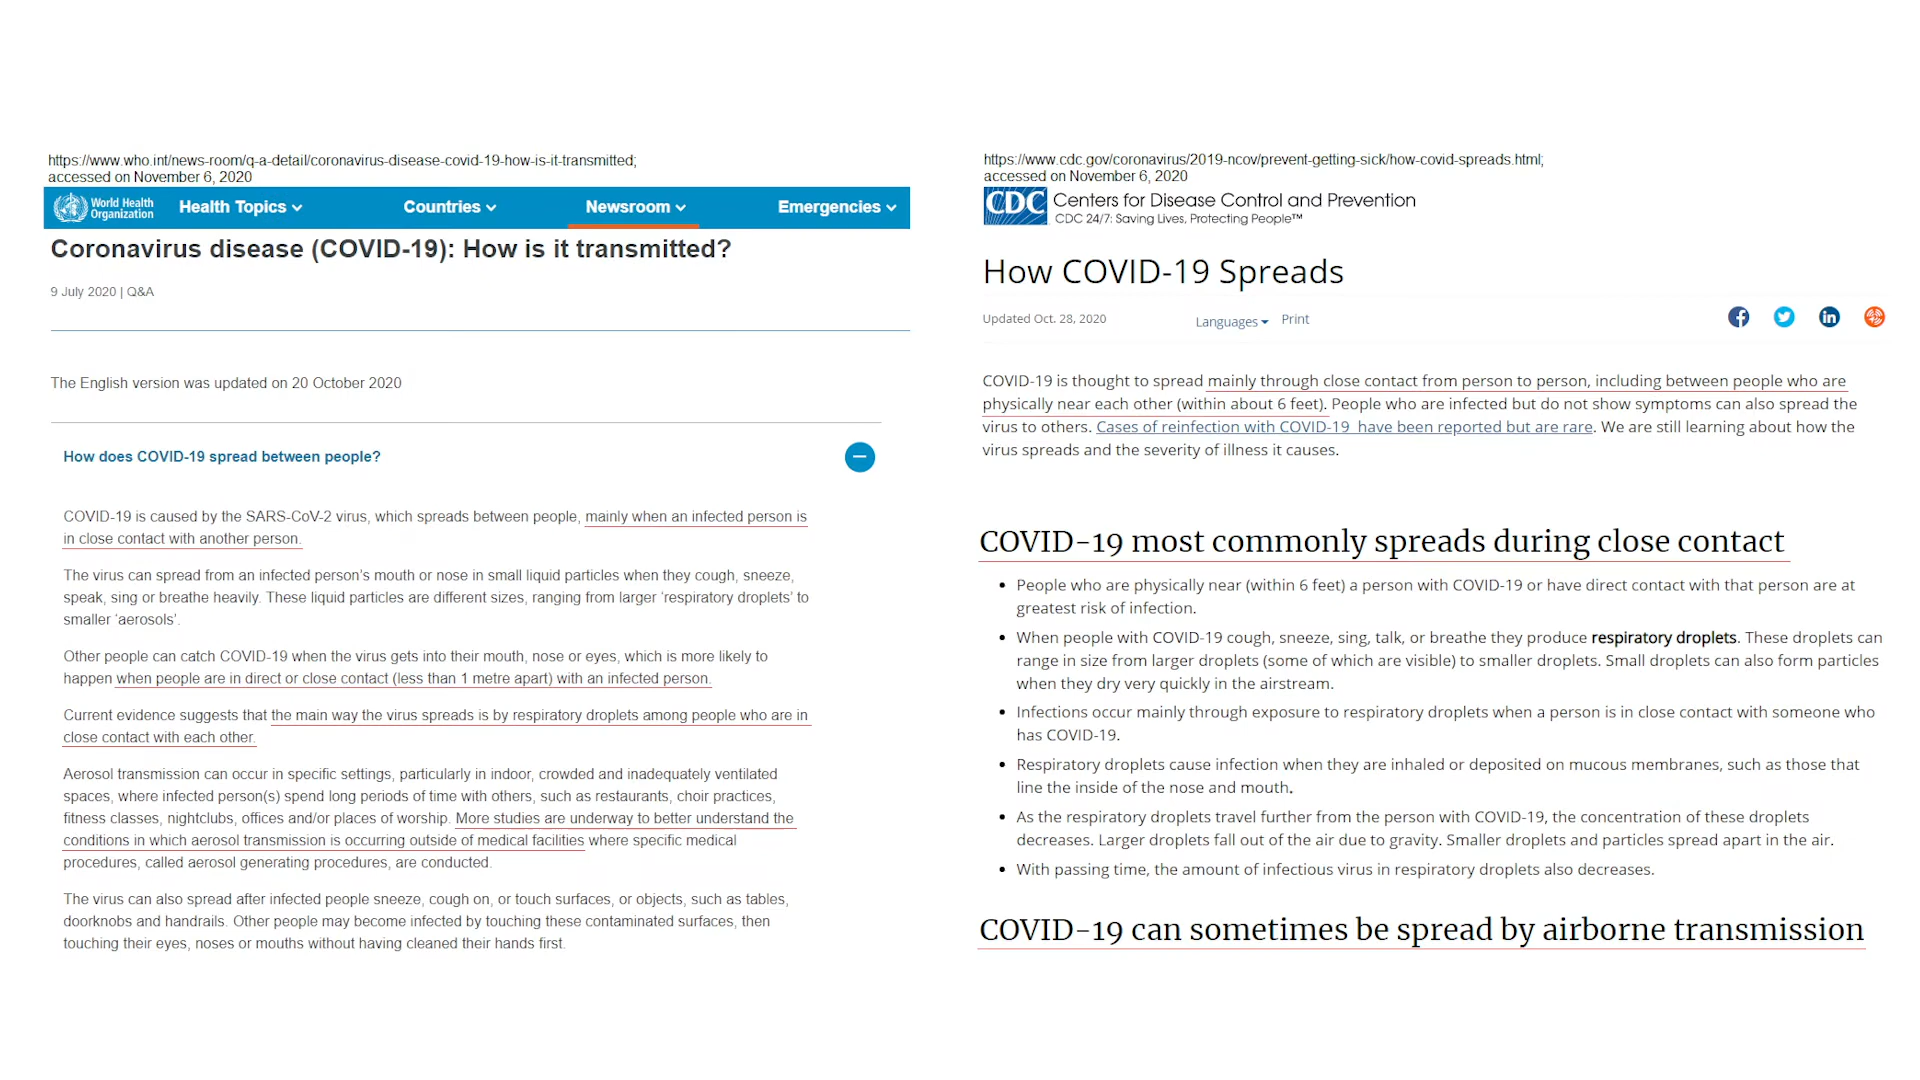 https://www.who.int/news-room/q-a-detail/coronavirus-disease-covid-19-how-is-it-transmitted;
accessed on November 6, 2020
World Health
Organization
Health Topics
Countries
Newsroom
Emergencies
Coronavirus disease (COVID-19): How is it transmitted?
9 July 2020 | Q&A
The English version was updated on 20 October 2020
How does COVID-19 spread between people?
COVID-19 is caused by the SARS-CoV-2 virus, which spreads between people, mainly when an infected person is
in close contact with another person.
The virus can spread from an infected person's mouth or nose in small liquid particles when they cough, sneeze,
speak, sing or breathe heavily. These liquid particles are different sizes, ranging from larger 'respiratory droplets' to
smaller 'aerosols'.
Other people can catch COVID-19 when the virus gets into their mouth, nose or eyes, which is more likely to
happen when people are in direct or close contact (less than 1 metre apart) with an infected person.
Current evidence suggests that the main way the virus spreads is by respiratory droplets among people who are in
close contact with each other.
Aerosol transmission can occur in specific settings, particularly in indoor, crowded and inadequately ventilated
spaces, where infected person(s) spend long periods of time with others, such as restaurants, choir practices,
fitness classes, nightclubs, offices and/or places of worship. More studies are underway to better understand the
conditions in which aerosol transmission is occurring outside of medical facilities where specific medical
procedures, called aerosol generating procedures, are conducted.
The virus can also spread after infected people sneeze, cough on, or touch surfaces, or objects, such as tables,
doorknobs and handrails. Other people may become infected by touching these contaminated surfaces, then
touching their eyes, noses or mouths without having cleaned their hands first.
https://www.cdc.gov/coronavirus/2019-ncov/prevent-getting-sick/how-covid-spreads.html;
accessed on November 6, 2020
CDC
Centers for Disease Control and Prevention
CDC 24/7: Saving Lives, Protecting People™
How COVID-19 Spreads
Updated Oct. 28, 2020
Languages
Print
COVID-19 is thought to spread mainly through close contact from person to person, including between people who are
physically near each other (within about 6 feet). People who are infected but do not show symptoms can also spread the
virus to others. Cases of reinfection with COVID-19 have been reported but are rare. We are still learning about how the
virus spreads and the severity of illness it causes.
COVID-19 most commonly spreads during close contact
• People who are physically near (within 6 feet) a person with COVID-19 or have direct contact with that person are at
greatest risk of infection.
• When people with COVID-19 cough, sneeze, sing, talk, or breathe they produce respiratory droplets. These droplets can
range in size from larger droplets (some of which are visible) to smaller droplets. Small droplets can also form particles
when they dry very quickly in the airstream.
• Infections occur mainly through exposure to respiratory droplets when a person is in close contact with someone who
has COVID-19.
• Respiratory droplets cause infection when they are inhaled or deposited on mucous membranes, such as those that
line the inside of the nose and mouth.
• As the respiratory droplets travel further from the person with COVID-19, the concentration of these droplets
decreases. Larger droplets fall out of the air due to gravity. Smaller droplets and particles spread apart in the air.
• With passing time, the amount of infectious virus in respiratory droplets also decreases.
COVID-19 can sometimes be spread by airborne transmission